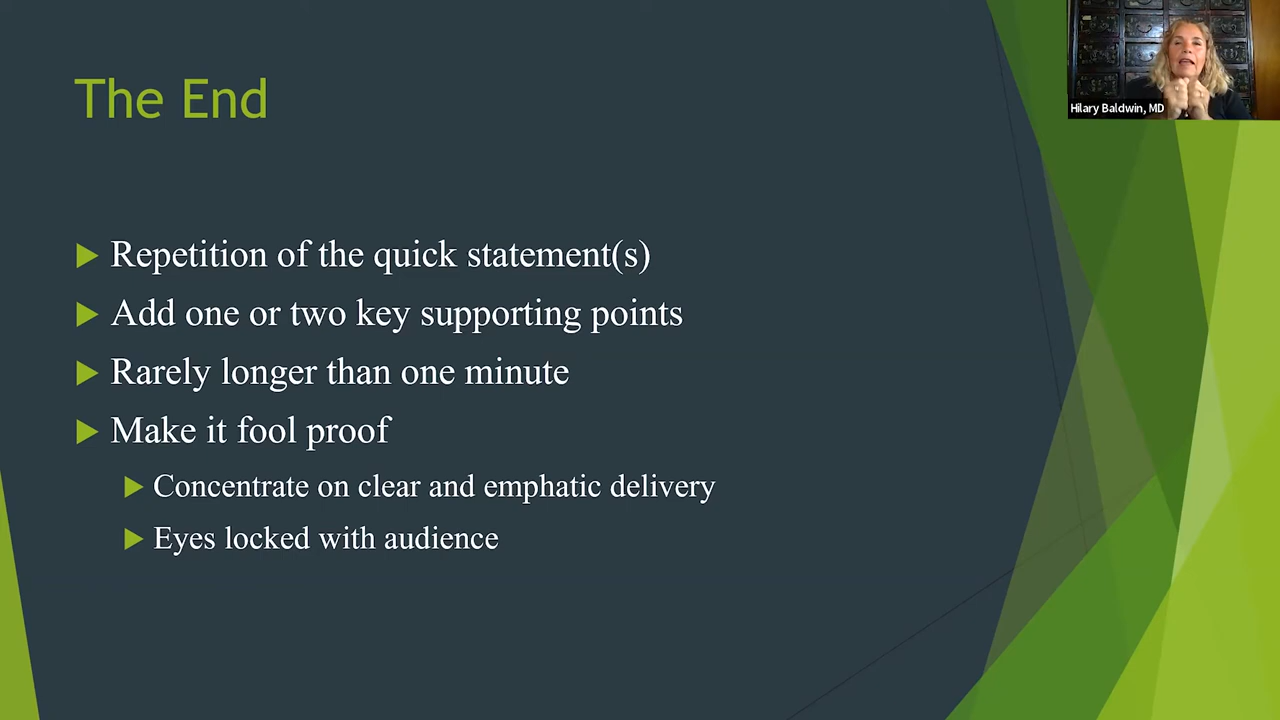 The End
Hilary Baldwin, MD
Repetition of the quick statement(s)
Add one or two key supporting points
Rarely longer than one minute
Make it fool proof
Concentrate on clear and emphatic delivery
Eyes locked with audience